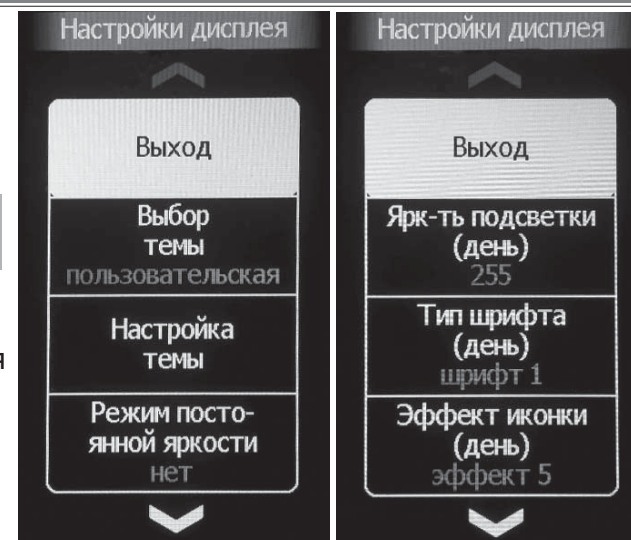 Настройки дисплея
Выход
Выбор
темы
пользовательская
Настройка
темы
Режим посто-
янной яркости
нет
я
Настройки дисплея
Выход
Ярк-ть подсветки
(день)
255
Тип шрифта
(день)
шрифт 1
Эффект иконки
(день)
эффект 5